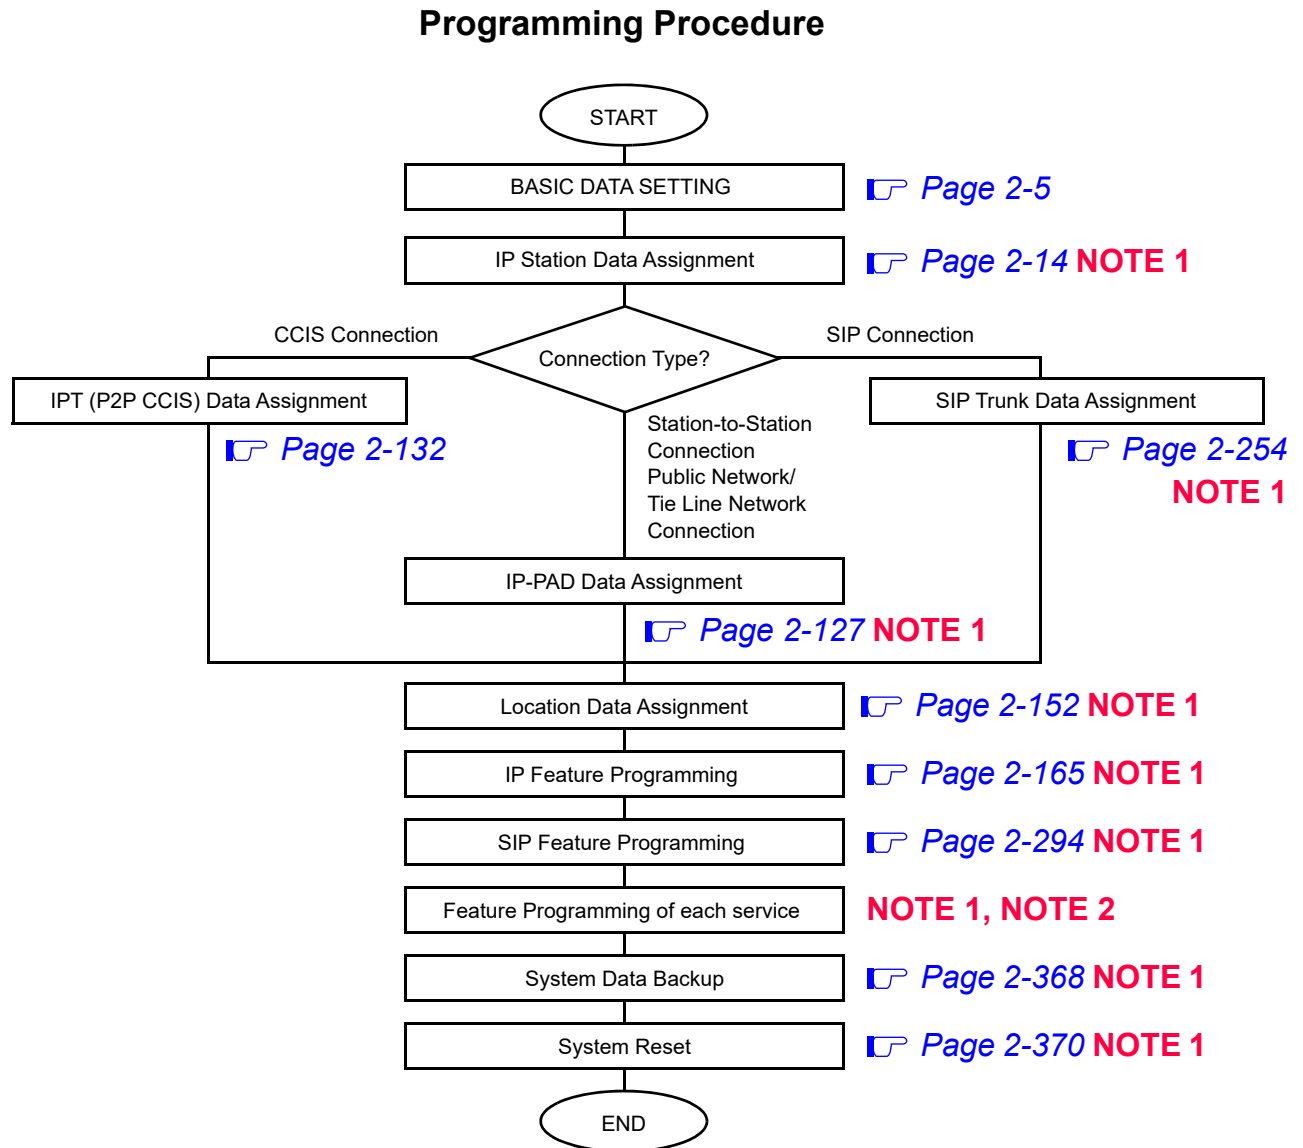 Programming Procedure
START
BASIC DATA SETTING
Page 2-5
IP Station Data Assignment
Page 2-14 NOTE 1
CCIS Connection
Connection Type?
SIP Connection
IPT (P2P CCIS) Data Assignment
Page 2-132
SIP Trunk Data Assignment
Page 2-254
NOTE 1
Station-to-Station
Connection
Public Network/
Tie Line Network
Connection
IP-PAD Data Assignment
Page 2-127 NOTE 1
Location Data Assignment
Page 2-152 NOTE 1
IP Feature Programming
Page 2-165 NOTE 1
SIP Feature Programming
Page 2-294 NOTE 1
Feature Programming of each service
NOTE 1, NOTE 2
System Data Backup
Page 2-368 NOTE 1
System Reset
Page 2-370 NOTE 1
END